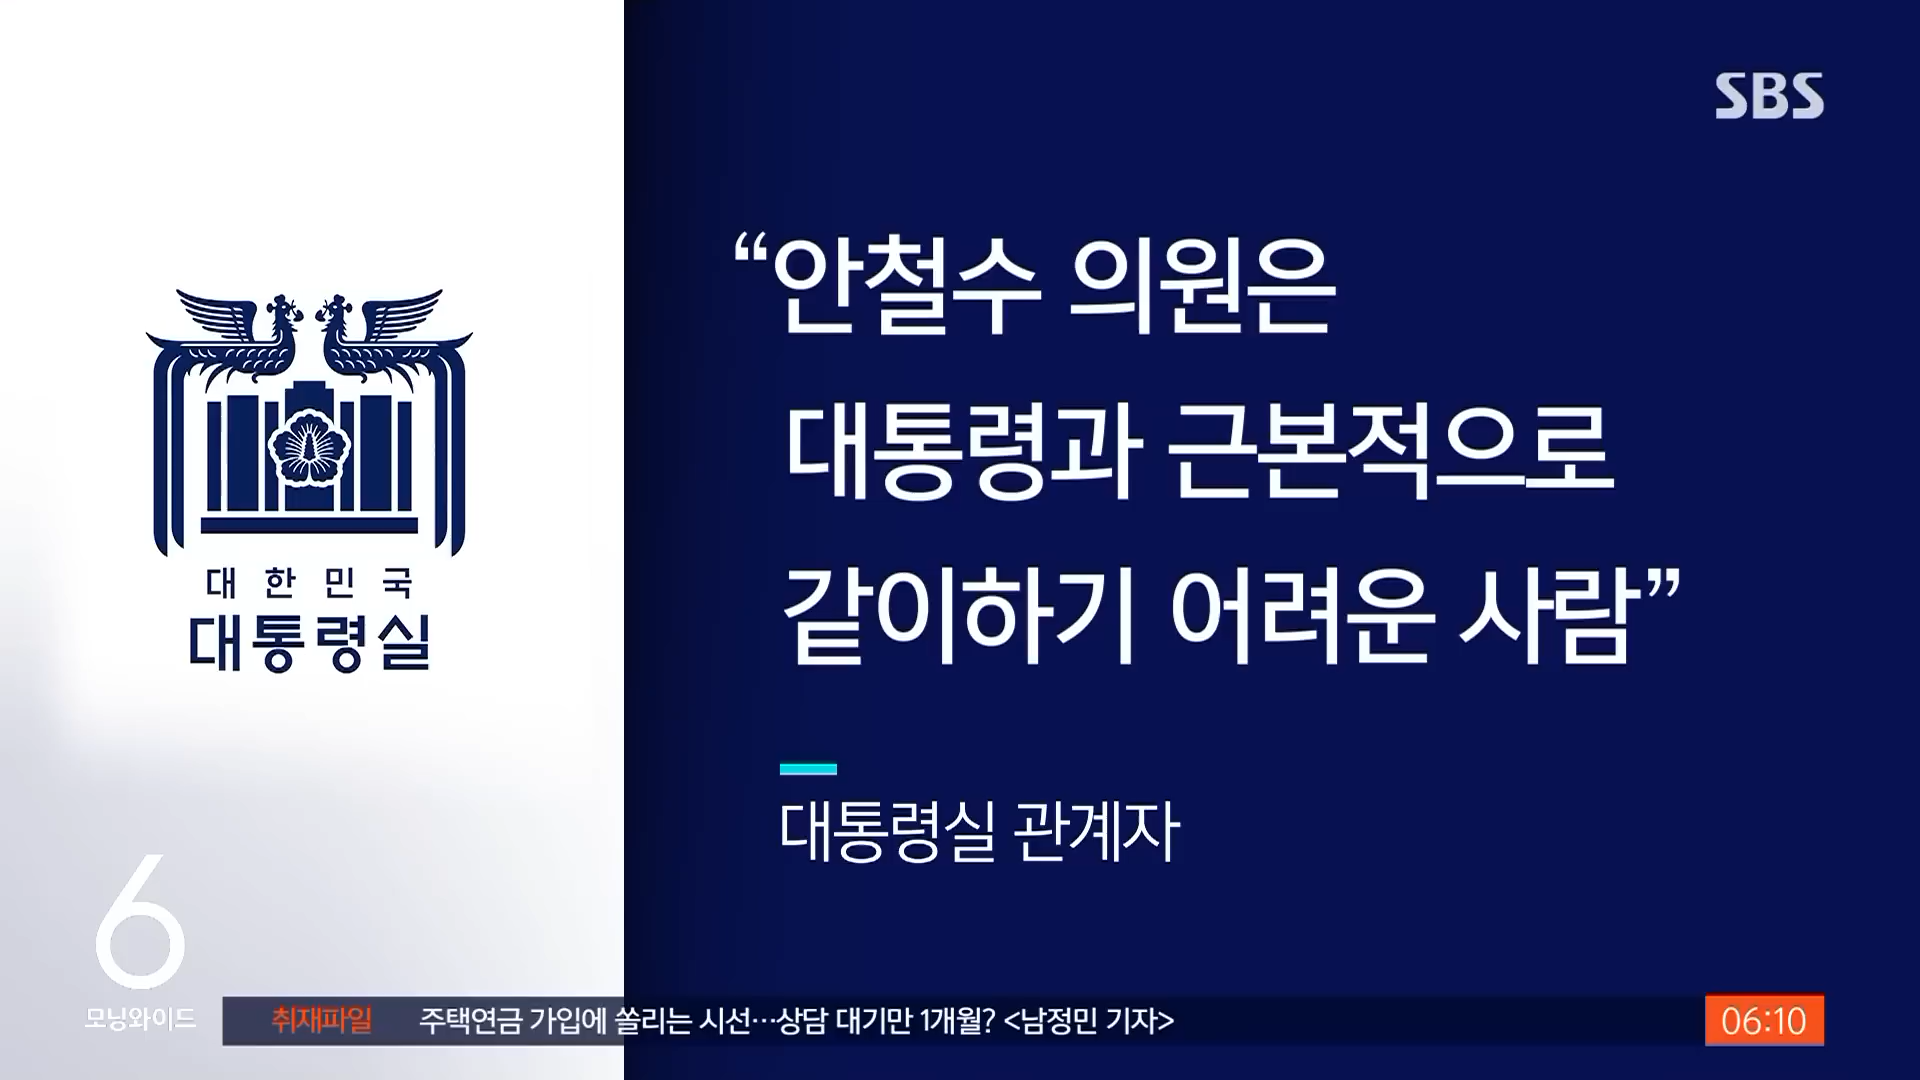 SBS
“안철수 의원은
대통령과 근본적으로
같이하기 어려운 사람”
대통령실 관계자
대한민국
대통령실
6
모닝와이드
취재파일 주택연금 가입에 쏠리는 시선…상담 대기만 1개월? <남정민 기자>
06:10